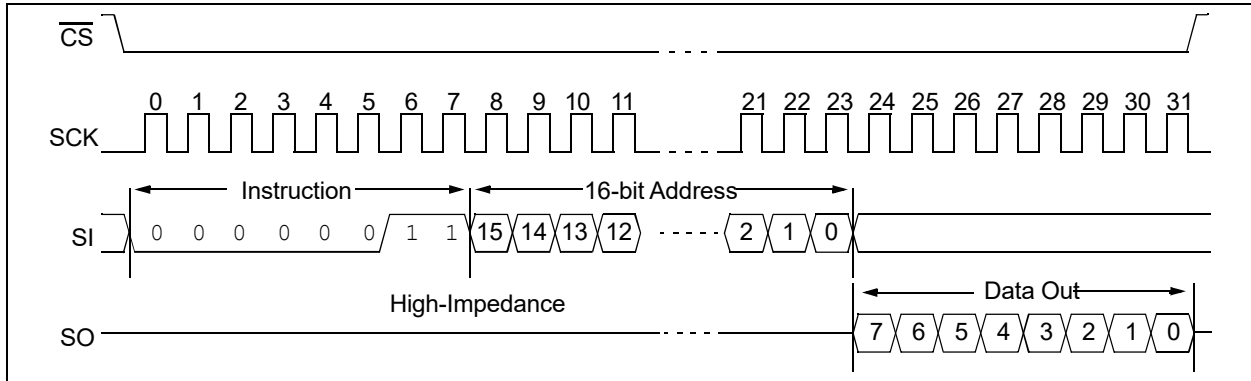 CS
0 1 2 3 4 5 6 7 8 9 10 11 21 22 23 24 25 26 27 28 29 30 31
SCK
Instruction 16-bit Address
SI 0 0 0 0 0 0 1 1 15 14 13 12 2 1 0
High-Impedance Data Out
SO 7 6 5 4 3 2 1 0